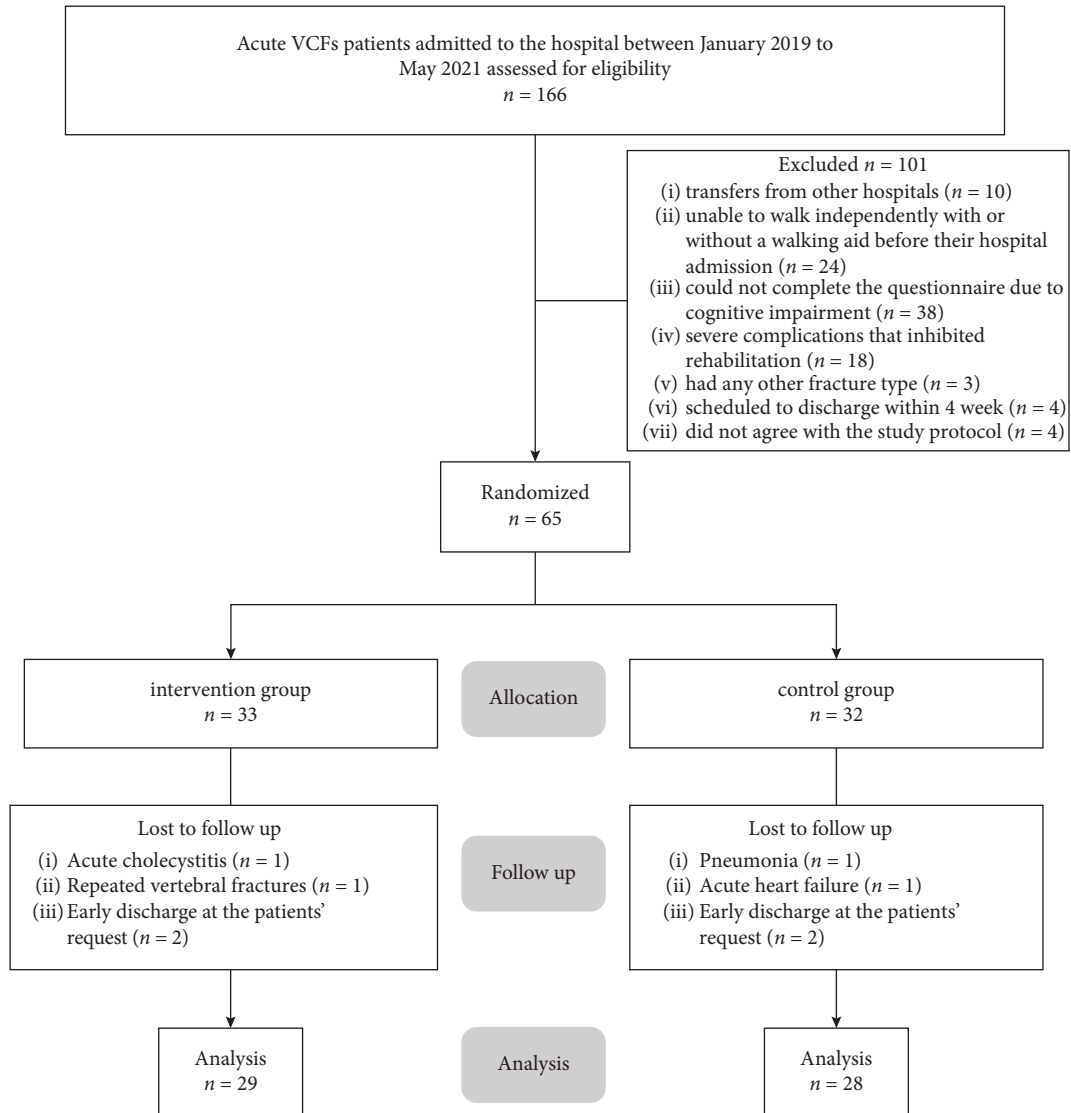 Acute VCFs patients admitted to the hospital between January 2019 to
May 2021 assessed for eligibility
n = 166
Excluded n = 101
(i) transfers from other hospitals (n = 10)
(ii) unable to walk independently with or
without a walking aid before their hospital
admission (n = 24)
(iii) could not complete the questionnaire due to
cognitive impairment (n = 38)
(iv) severe complications that inhibited
rehabilitation (n = 18)
(v) had any other fracture type (n = 3)
(vi) scheduled to discharge within 4 week (n = 4)
(vii) did not agree with the study protocol (n = 4)
Randomized
n = 65
intervention group
n = 33
Allocation
control group
n = 32
Lost to follow up
(i) Acute cholecystitis (n = 1)
(ii) Repeated vertebral fractures (n = 1)
(iii) Early discharge at the patients'
request (n = 2)
Follow up
Lost to follow up
(i) Pneumonia (n = 1)
(ii) Acute heart failure (n = 1)
(iii) Early discharge at the patients'
request (n = 2)
Analysis
n = 29
Analysis
Analysis
n = 28